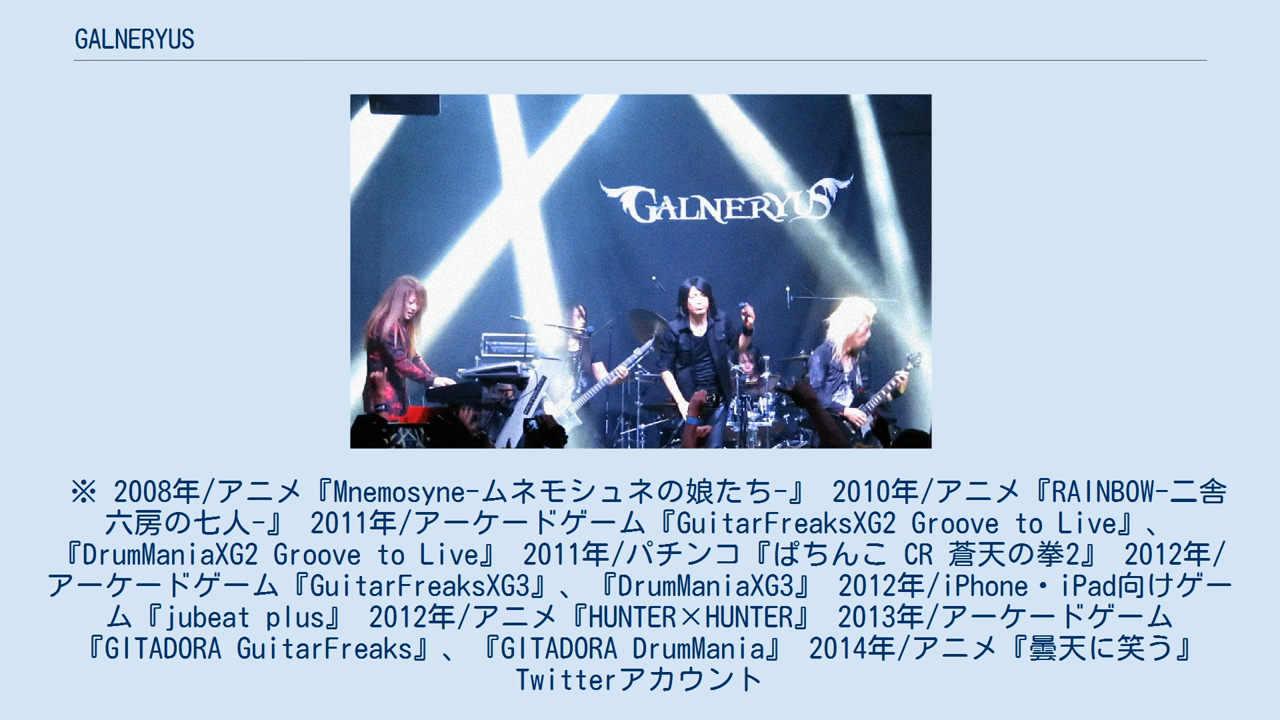 GALNERYUS
GALNERYUS
※ 2008年/アニメ『Mnemosyne-ムネモシュネの娘たち-』 2010年/アニメ『RAINBOW-二舎
六房の七人-』 2011年/アーケードゲーム『GuitarFreaksXG2 Groove to Live』、
『DrumManiaXG2 Groove to Live』 2011年/パチンコ『ぱちんこ CR 蒼天の拳2』 2012年/
アーケードゲーム『GuitarFreaksXG3』、『DrumManiaXG3』 2012年/iPhone・iPad向けゲー
ム『jubeat plus』 2012年/アニメ『HUNTER×HUNTER』 2013年/アーケードゲーム
『GITADORA GuitarFreaks』、『GITADORA DrumMania』 2014年/アニメ『曇天に笑う』
Twitterアカウント